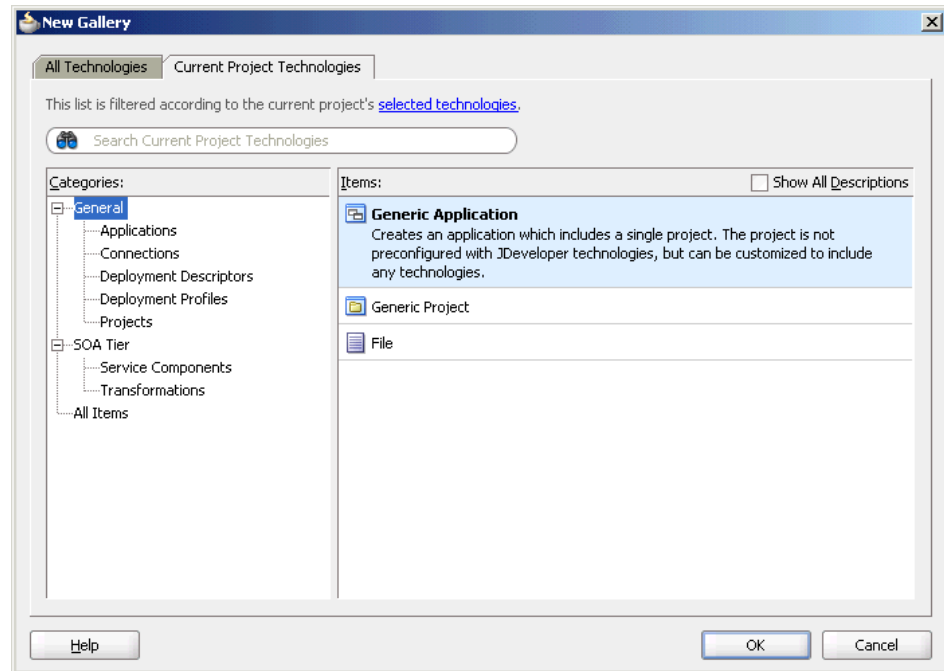 New Gallery
All Technologies
Current Project Technologies
This list is filtered according to the current project's selected technologies.
Search Current Project Technologies
Categories:
General
Applications
Connections
Deployment Descriptors
Deployment Profiles
Projects
SOA Tier
Service Components
Transformations
All Items
Items:
Show All Descriptions
Generic Application
Creates an application which includes a single project. The project is not
preconfigured with JDeveloper technologies, but can be customized to include
any technologies.
Generic Project
File
Help
OK
Cancel